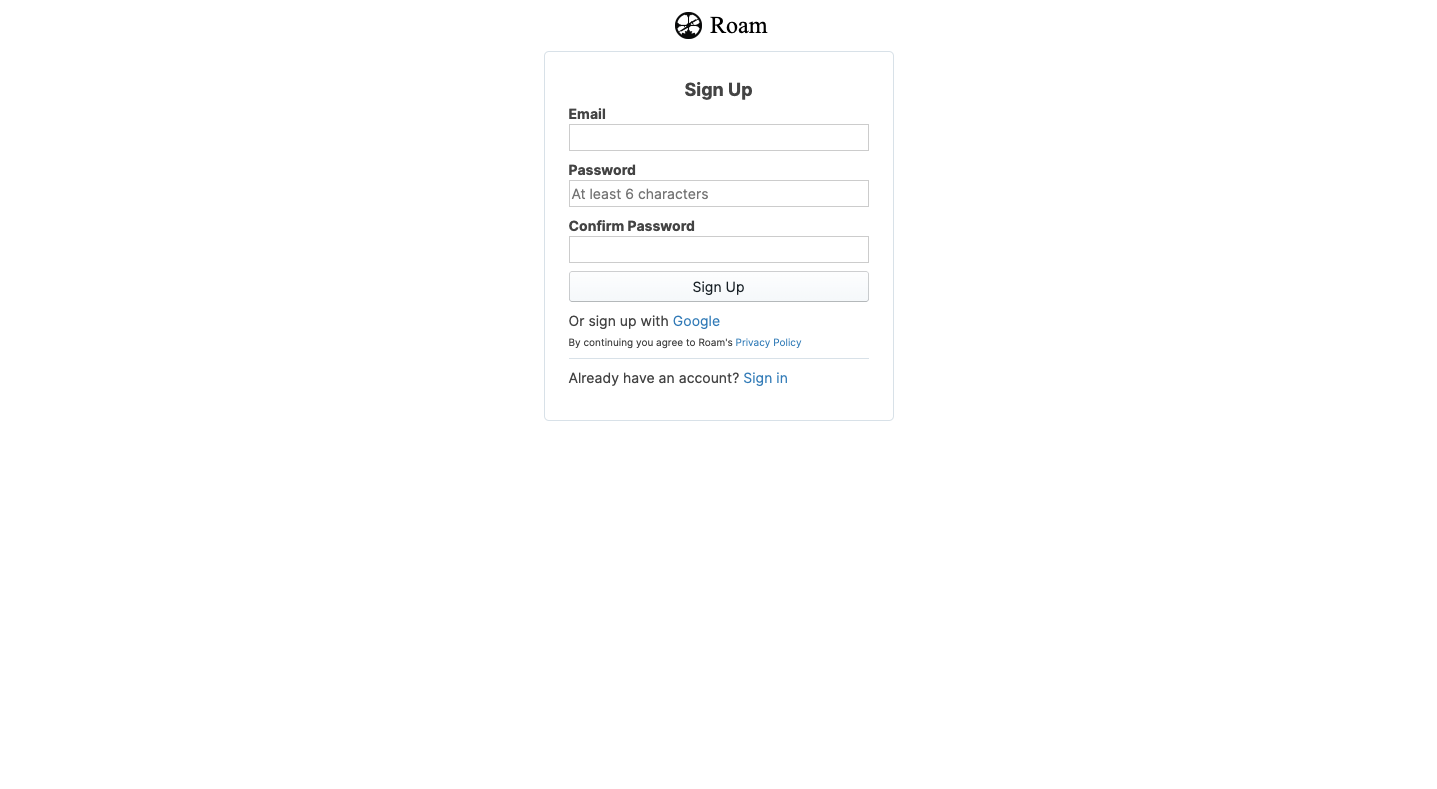 Roam
Sign Up
Email
Password
At least 6 characters
Confirm Password
Sign Up
Or sign up with Google
By continuing you agree to Roam's Privacy Policy
Already have an account? Sign in